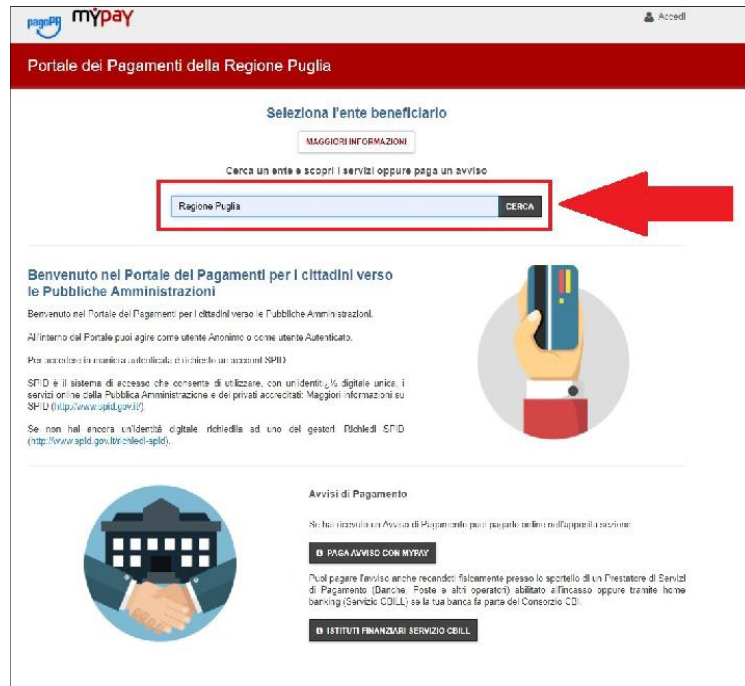 pagoPA mypay
Accedi
Portale dei Pagamenti della Regione Puglia
Seleziona l'ente beneficiario
MAGGIORI INFORMAZIONI
Cerca un ente e scopri i servizi oppure paga un avviso
Regione Puglia
CERCA
Benvenuto nel Portale dei Pagamenti per i cittadini verso
le Pubbliche Amministrazioni
Benvenuto nel Portale dei Pagamenti per i cittadini verso le Pubbliche Amministrazioni.
All'interno del Portale puoi agire come utente Anonimo o come utente Autenticato.
Per accedere in maniera autenticata è richiesto un account SPID
SPID è il sistema di accesso che consente di utilizzare, con un'identitï¿½ digitale unica, i
servizi online della Pubblica Amministrazione e dei privati accreditati: Maggiori informazioni su
SPID (http://www.spid.gov.it/).
Se non hai ancora un'identità digitale, richiedila ad uno dei gestori. Richiedi SPID
(http://www.spid.gov.it/richiedi-spid).
Avvisi di Pagamento
Se hai ricevuto un Avviso di Pagamento puoi pagarlo online nell'apposita sezione
PAGA AVVISO CON MYPAY
Puoi pagare l'avviso anche recandoti fisicamente presso lo sportello di un Prestatore di Servizi
di Pagamento (Banche, Poste e altri operatori) abilitato all'incasso oppure tramite home
banking (Servizio CBILL) se la tua banca fa parte del Consorzio CBI.
ISTITUTI FINANZIARI SERVIZIO CBILL